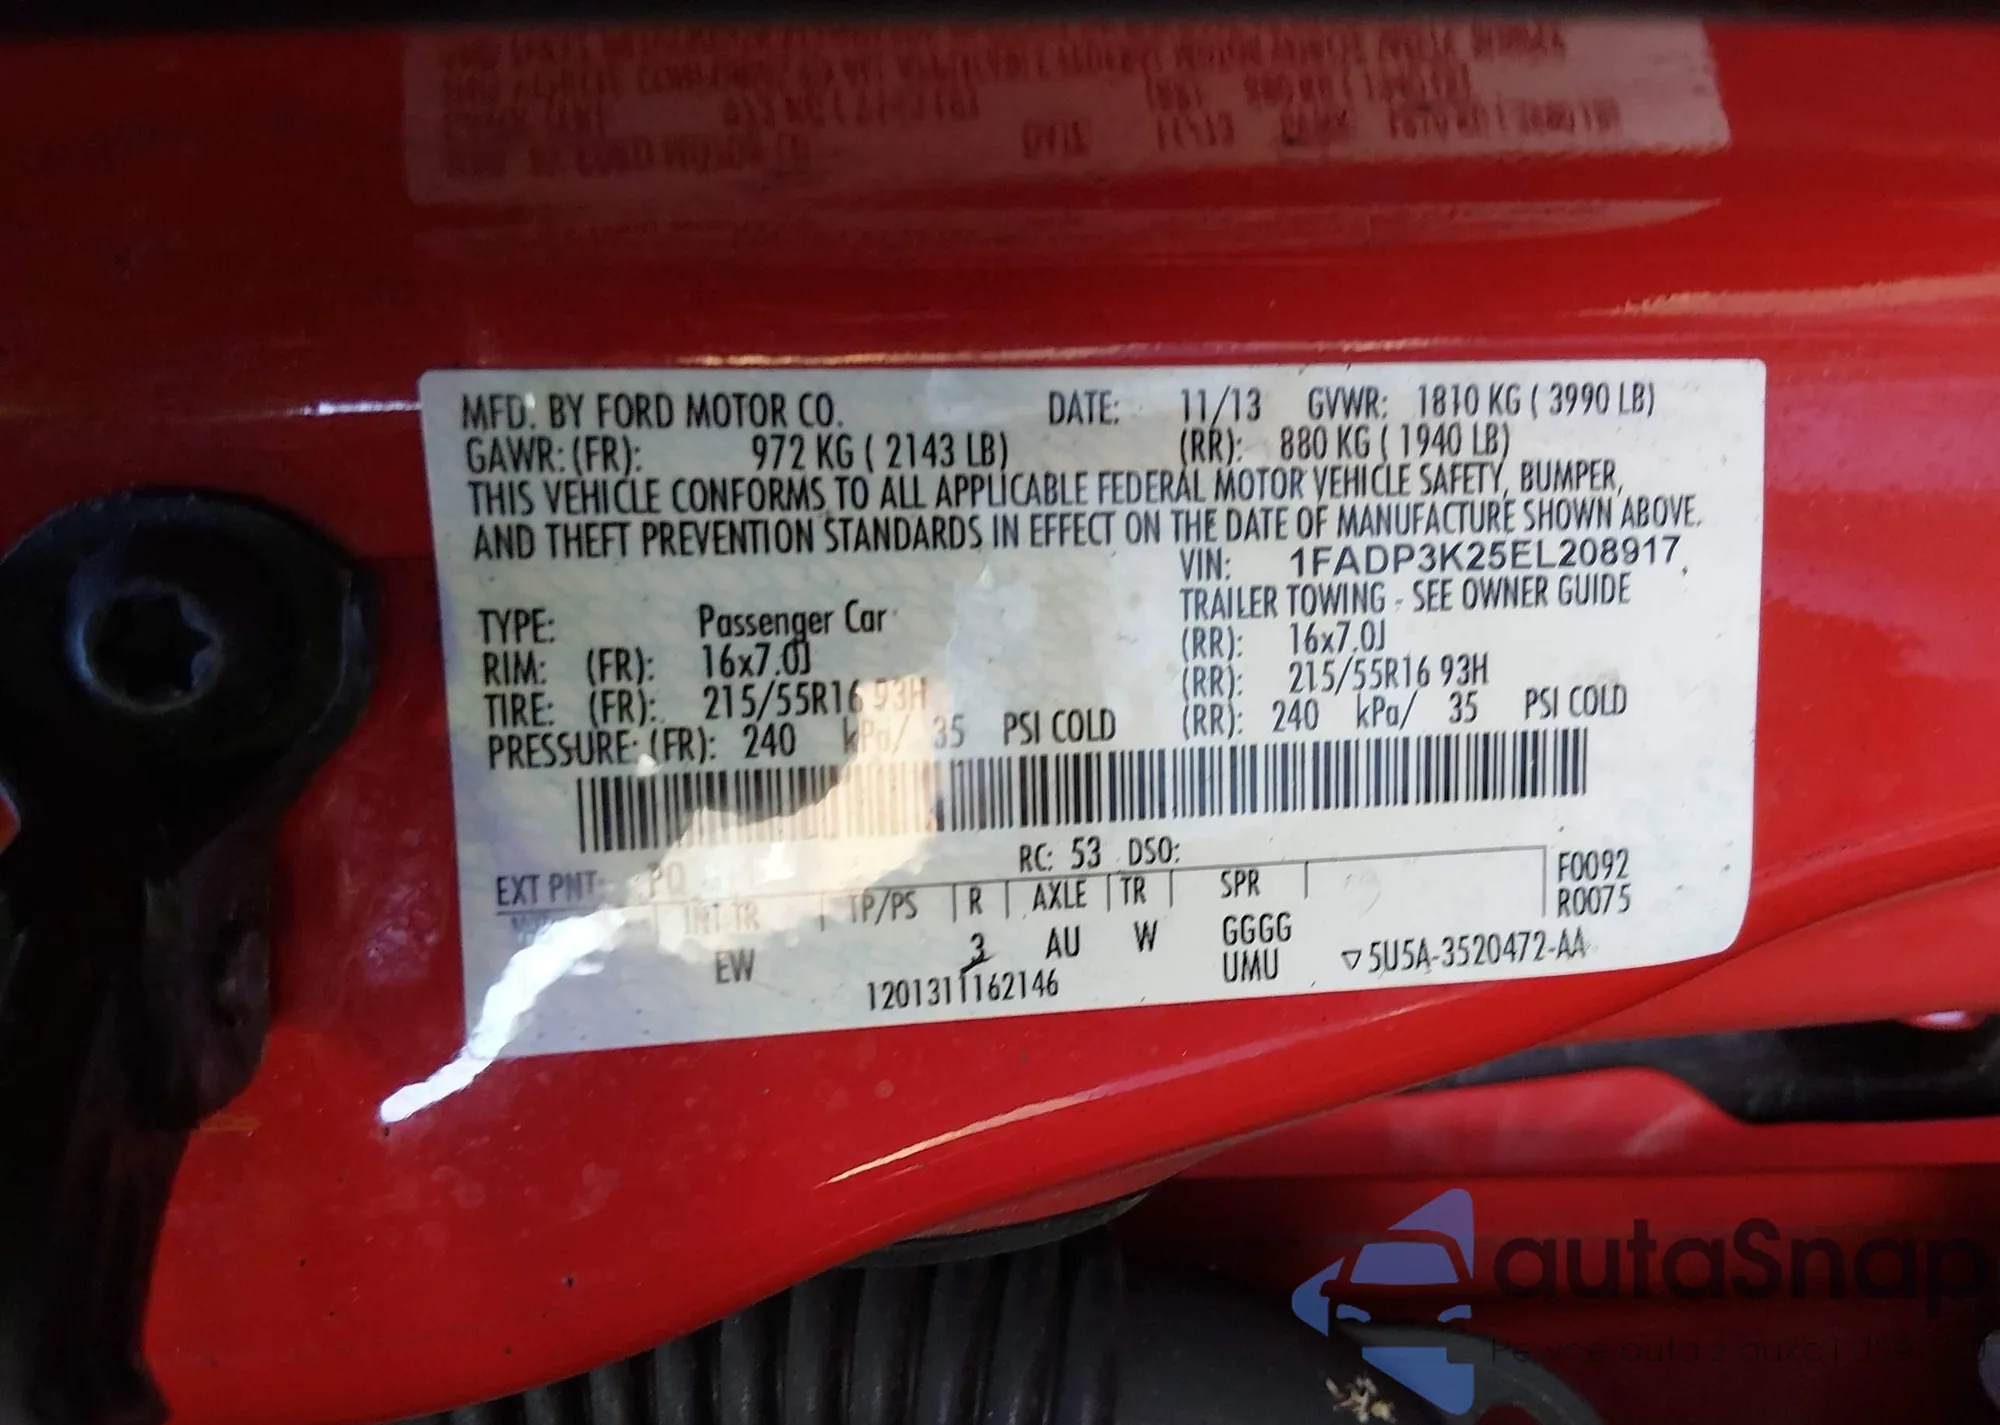 MFD. BY FORD MOTOR CO. DATE: 11/13 GVWR: 1810 KG ( 3990 LB)
GAWR: (FR): 972 KG ( 2143 LB) (RR): 880 KG ( 1940 LB)
THIS VEHICLE CONFORMS TO ALL APPLICABLE FEDERAL MOTOR VEHICLE SAFETY, BUMPER,
AND THEFT PREVENTION STANDARDS IN EFFECT ON THE DATE OF MANUFACTURE SHOWN ABOVE.
VIN: 1FADP3K25EL208917
TRAILER TOWING - SEE OWNER GUIDE
TYPE: Passenger Car
RIM: (FR): 16x7.0J (RR): 16x7.0J
TIRE: (FR): 215/55R16 93H (RR): 215/55R16 93H
PRESSURE: (FR): 240 kPa/ 35 PSI COLD (RR): 240 kPa/ 35 PSI COLD
RC: 53 DSO:
EXT PNT: PQ F0092
INT TR TP/PS R AXLE TR SPR R0075
EW 3 AU W GGGG
UMU ▽5U5A-3520472-AA
1201311162146
autaSnap